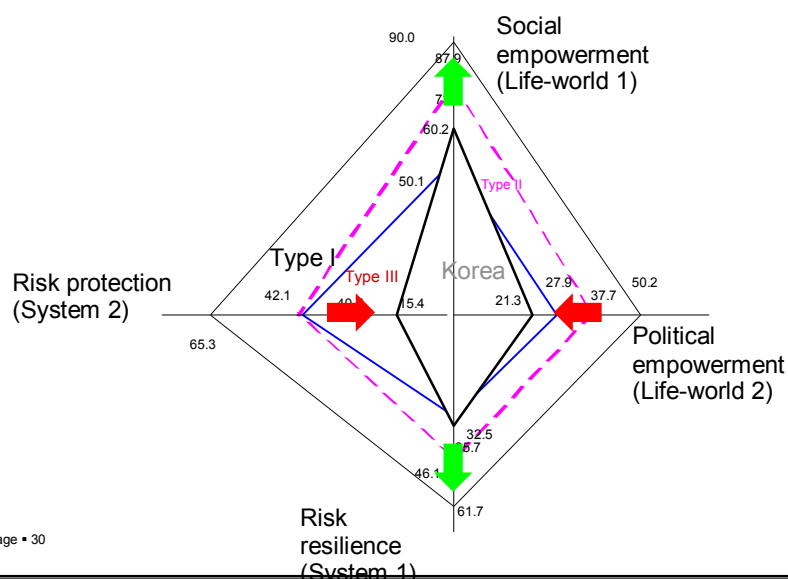 Social
empowerment
(Life-world 1)
90.0
87.9
60.2
50.1
Type II
Type I
Type III
Korea
Risk protection
(System 2)
42.1
15.4
21.3
27.9
37.7
50.2
65.3
Political
empowerment
(Life-world 2)
32.5
46.1
61.7
Risk
resilience
(System 1)
age ▪ 30